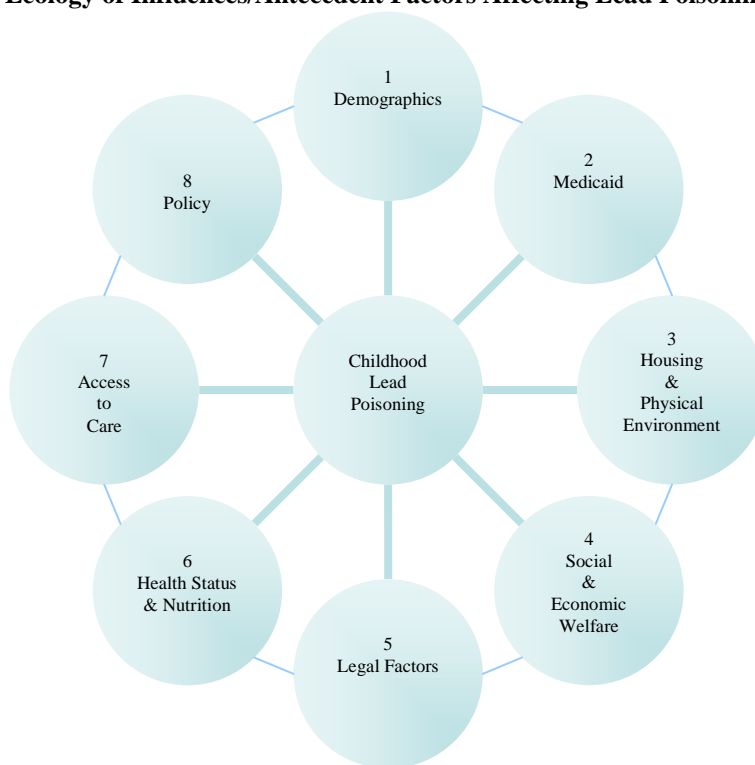 Ecology of Influences/Antecedent Factors Affecting Lead
1
Demographics
2
Medicaid
3
Housing
&
Physical
Environment
4
Social
&
Economic
Welfare
5
Legal Factors
6
Health Status
& Nutrition
7
Access
to
Care
8
Policy
Childhood
Lead
Poisoning